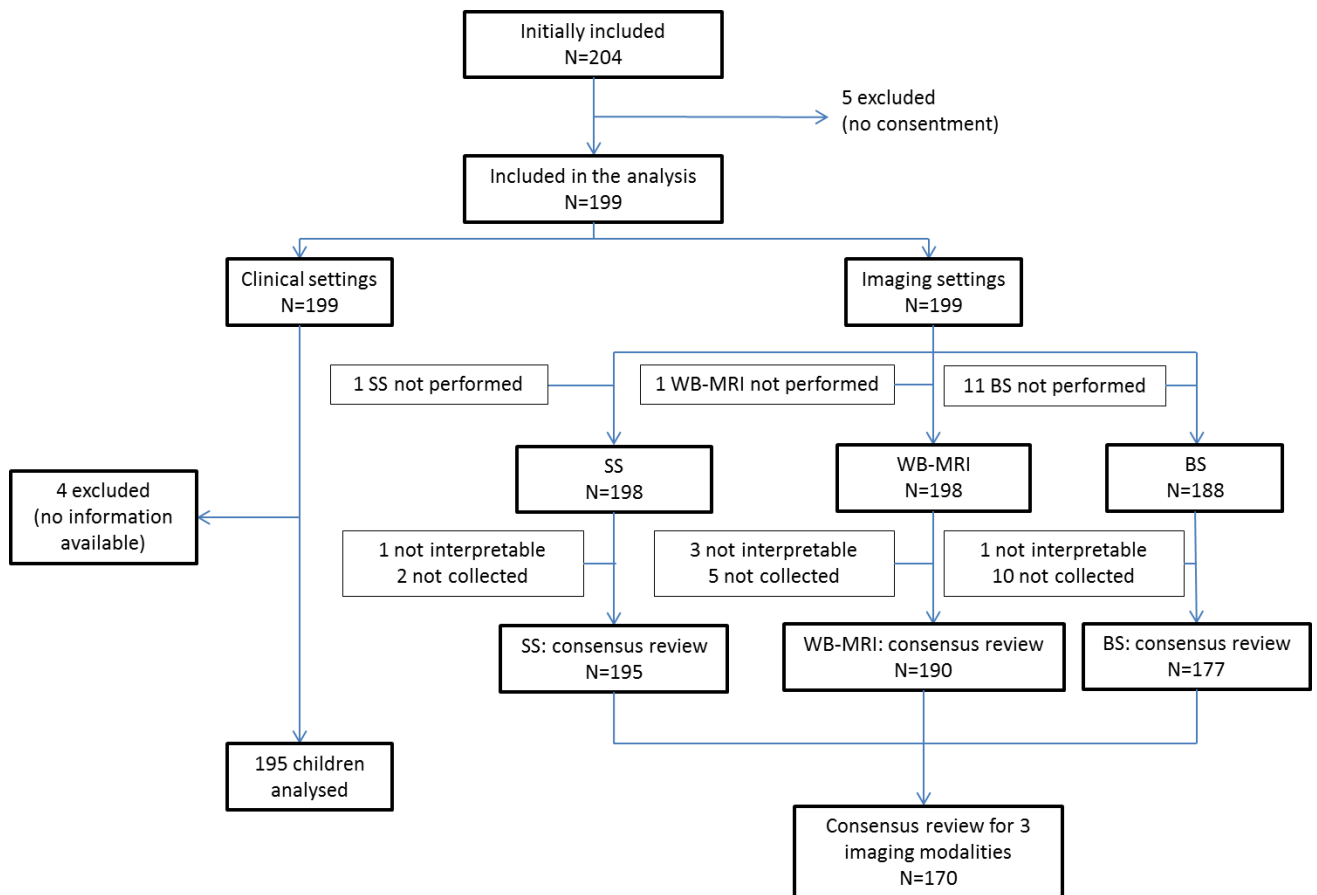 Initially included
N=204
5 excluded
(no consentment)
Included in the analysis
N=199
Clinical settings
N=199
Imaging settings
N=199
1 SS not performed
1 WB-MRI not performed
11 BS not performed
SS
N=198
WB-MRI
N=198
BS
N=188
4 excluded
(no information
available)
1 not interpretable
2 not collected
3 not interpretable
5 not collected
1 not interpretable
10 not collected
SS: consensus review
N=195
WB-MRI: consensus review
N=190
BS: consensus review
N=177
195 children
analysed
Consensus review for 3
imaging modalities
N=170